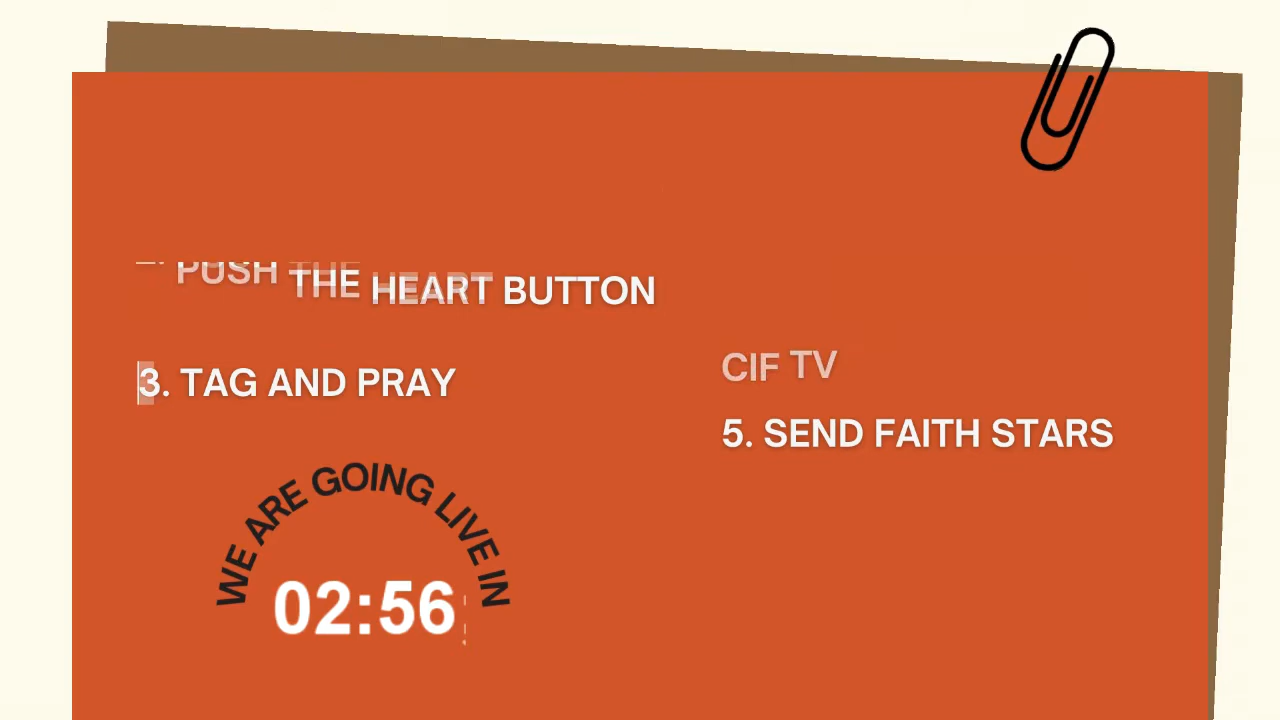 PUSH THE HEART BUTTON
3. TAG AND PRAY
CIF TV
5. SEND FAITH STARS
WE ARE GOING LIVE IN
02:56